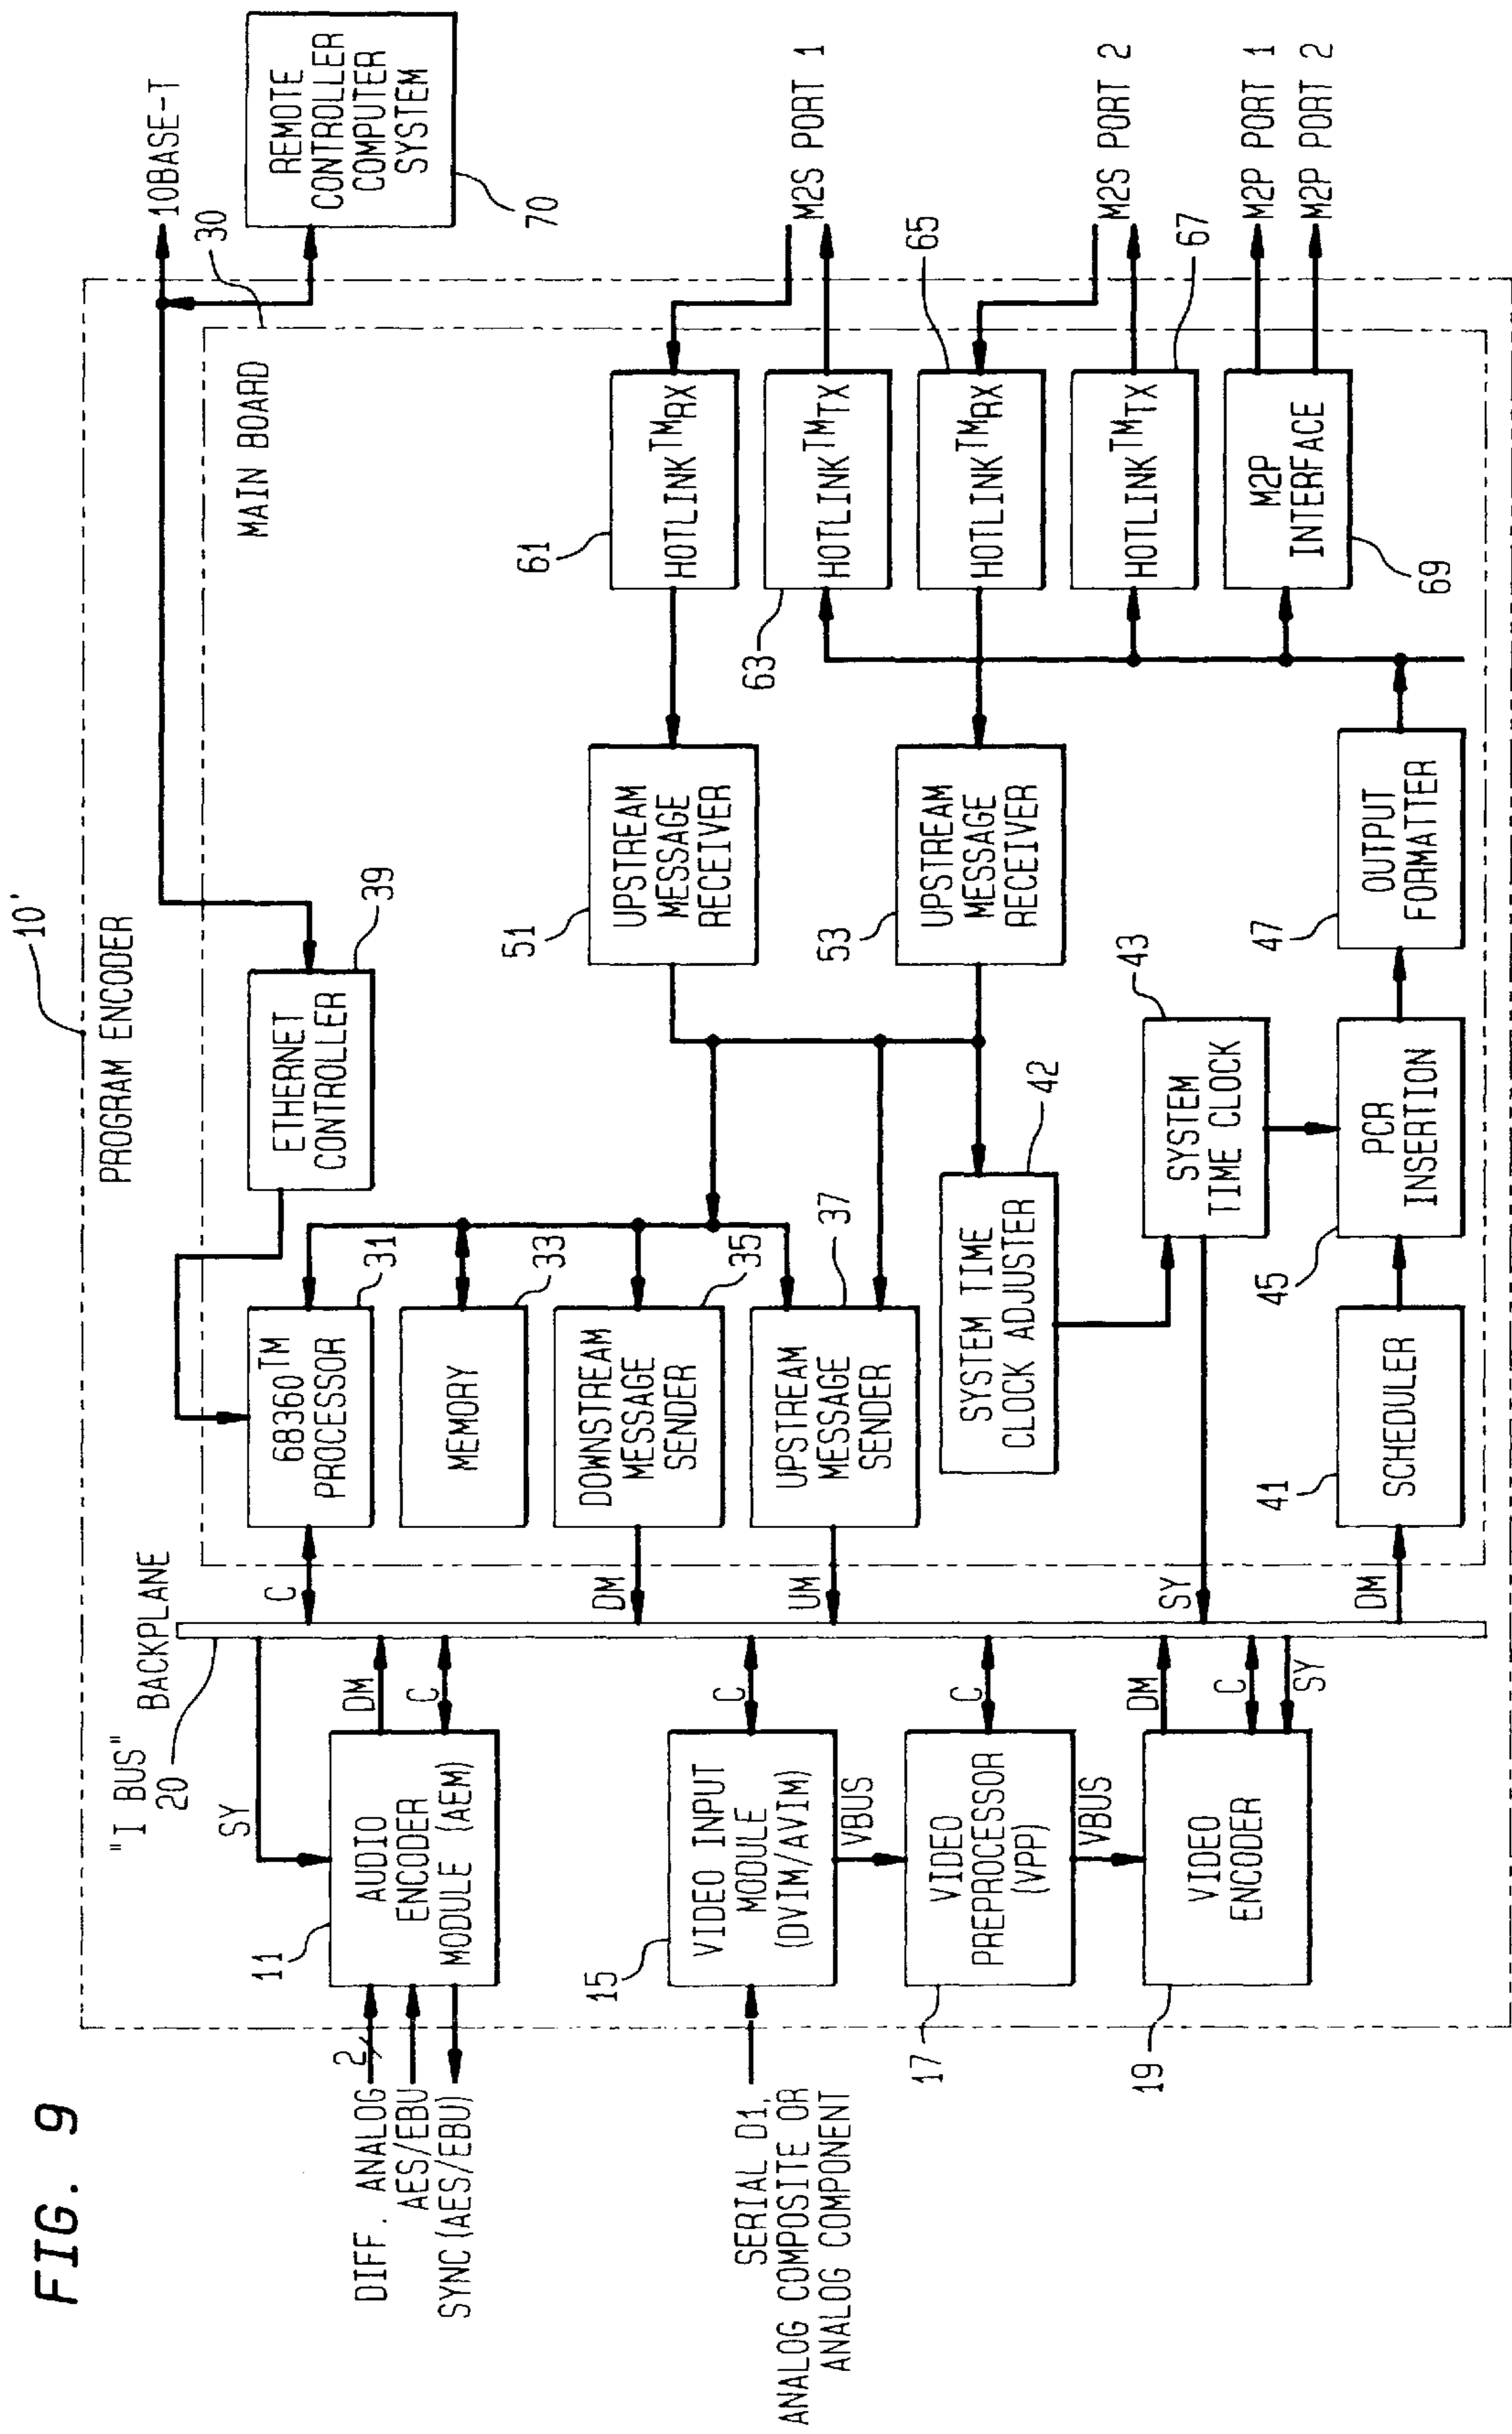 FIG. 9
10'
PROGRAM ENCODER
10BASE-T
30
REMOTE
CONTROLLER
COMPUTER
SYSTEM
70
"I BUS" BACKPLANE
20
MAIN BOARD
SY
C
ETHERNET
CONTROLLER
39
DIFF. ANALOG
2
AES/EBU
SYNC (AES/EBU)
11
AUDIO
ENCODER
MODULE (AEM)
DM
C
68360TM
PROCESSOR
31
MEMORY
33
DOWNSTREAM
MESSAGE
SENDER
35
DM
UPSTREAM
MESSAGE
SENDER
37
UM
51
UPSTREAM
MESSAGE
RECEIVER
53
UPSTREAM
MESSAGE
RECEIVER
61
HOTLINKTMRX
63
HOTLINKTMTX
M2S PORT 1
65
HOTLINKTMRX
67
HOTLINKTMTX
M2S PORT 2
M2P
INTERFACE
69
M2P PORT 1
M2P PORT 2
SERIAL D1,
ANALOG COMPOSITE OR
ANALOG COMPONENT
15
VIDEO INPUT
MODULE
(DVIM/AVIM)
C
VBUS
17
VIDEO
PREPROCESSOR
(VPP)
C
VBUS
19
VIDEO
ENCODER
DM
C
SY
SYSTEM TIME
CLOCK ADJUSTER
42
SYSTEM
TIME CLOCK
43
SY
DM
41
SCHEDULER
45
PCR
INSERTION
47
OUTPUT
FORMATTER